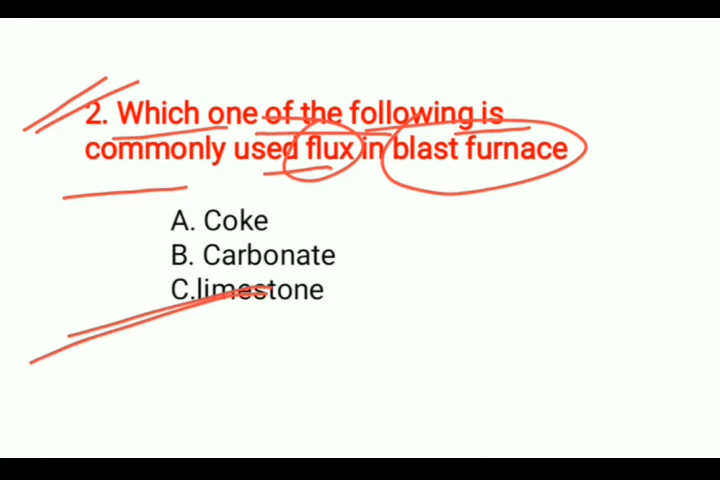 2. Which one of the following is
commonly used flux in blast furnace
A. Coke
B. Carbonate
C.limestone